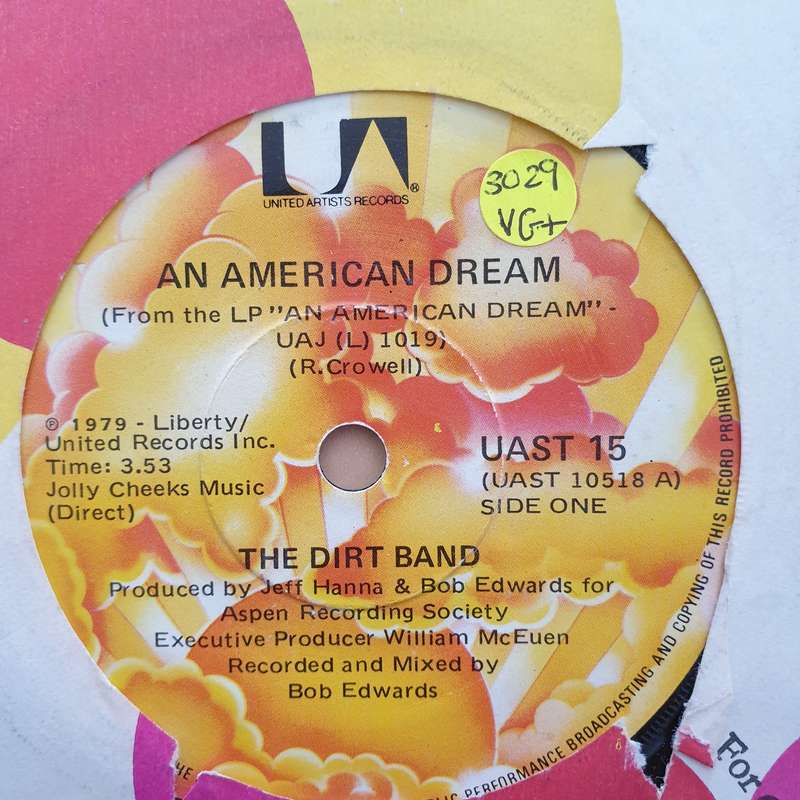 UA
®
UNITED ARTISTS RECORDS
3029
VG+
AN AMERICAN DREAM
(From the LP "AN AMERICAN DREAM" -
UAJ (L) 1019)
(R.Crowell)
℗ 1979 - Liberty/
United Records Inc.
Time: 3.53
Jolly Cheeks Music
(Direct)
UAST 15
(UAST 10518 A)
SIDE ONE
THE DIRT BAND
Produced by Jeff Hanna & Bob Edwards for
Aspen Recording Society
Executive Producer William McEuen
Recorded and Mixed by
Bob Edwards
PERFORMANCE BROADCASTING AND COPYING OF THIS RECORD PROHIBITED
For